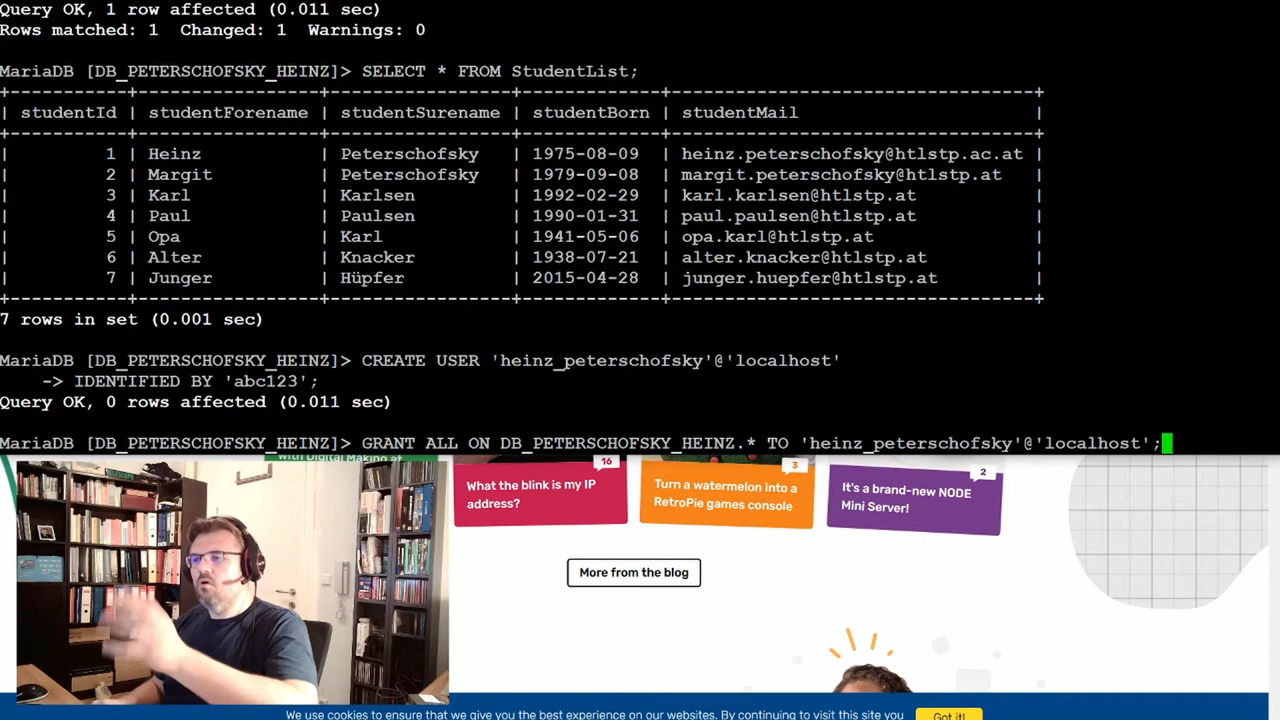 Query OK, 1 row affected (0.011 sec)
Rows matched: 1  Changed: 1  Warnings: 0
MariaDB [DB_PETERSCHOFSKY_HEINZ]> SELECT * FROM StudentList;
+-----------+-----------------+-----------------+-------------+----------------------------------+
| studentId | studentForename | studentSurename | studentBorn | studentMail                      |
+-----------+-----------------+-----------------+-------------+----------------------------------+
|         1 | Heinz           | Peterschofsky   | 1975-08-09  | heinz.peterschofsky@htlstp.ac.at |
|         2 | Margit          | Peterschofsky   | 1979-09-08  | margit.peterschofsky@htlstp.at   |
|         3 | Karl            | Karlsen         | 1992-02-29  | karl.karlsen@htlstp.at           |
|         4 | Paul            | Paulsen         | 1990-01-31  | paul.paulsen@htlstp.at           |
|         5 | Opa             | Karl            | 1941-05-06  | opa.karl@htlstp.at               |
|         6 | Alter           | Knacker         | 1938-07-21  | alter.knacker@htlstp.at          |
|         7 | Junger          | Hüpfer          | 2015-04-28  | junger.huepfer@htlstp.at         |
+-----------+-----------------+-----------------+-------------+----------------------------------+
7 rows in set (0.001 sec)
MariaDB [DB_PETERSCHOFSKY_HEINZ]> CREATE USER 'heinz_peterschofsky'@'localhost'
    -> IDENTIFIED BY 'abc123';
Query OK, 0 rows affected (0.011 sec)
MariaDB [DB_PETERSCHOFSKY_HEINZ]> GRANT ALL ON DB_PETERSCHOFSKY_HEINZ.* TO 'heinz_peterschofsky'@'localhost';
with Digital Making at
16
What the blink is my IP
address?
3
Turn a watermelon into a
RetroPie games console
2
It's a brand-new NODE
Mini Server!
More from the blog
We use cookies to ensure that we give you the best experience on our websites. By continuing to visit this site you
Got it!